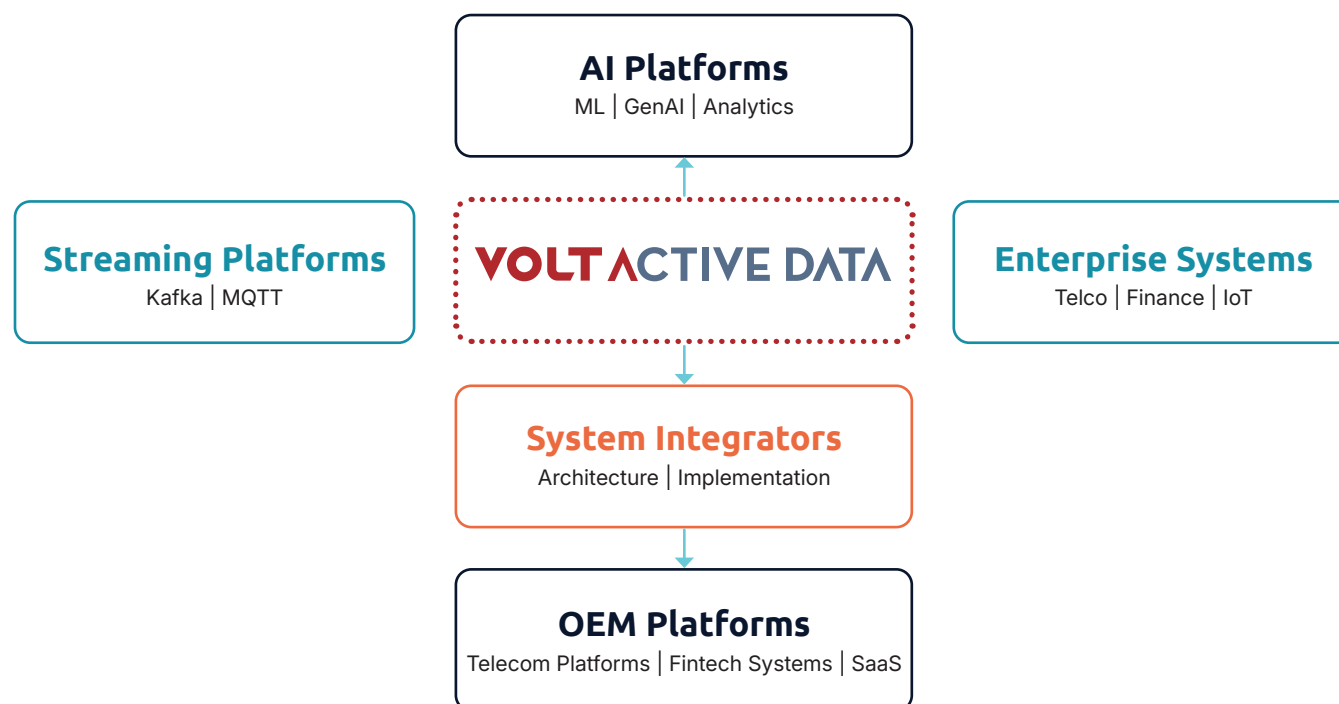 AI Platforms
ML | GenAI | Analytics
Streaming Platforms
Kafka | MQTT
VOLT ACTIVE DATA
Enterprise Systems
Telco | Finance | IoT
System Integrators
Architecture | Implementation
OEM Platforms
Telecom Platforms | Fintech Systems | SaaS